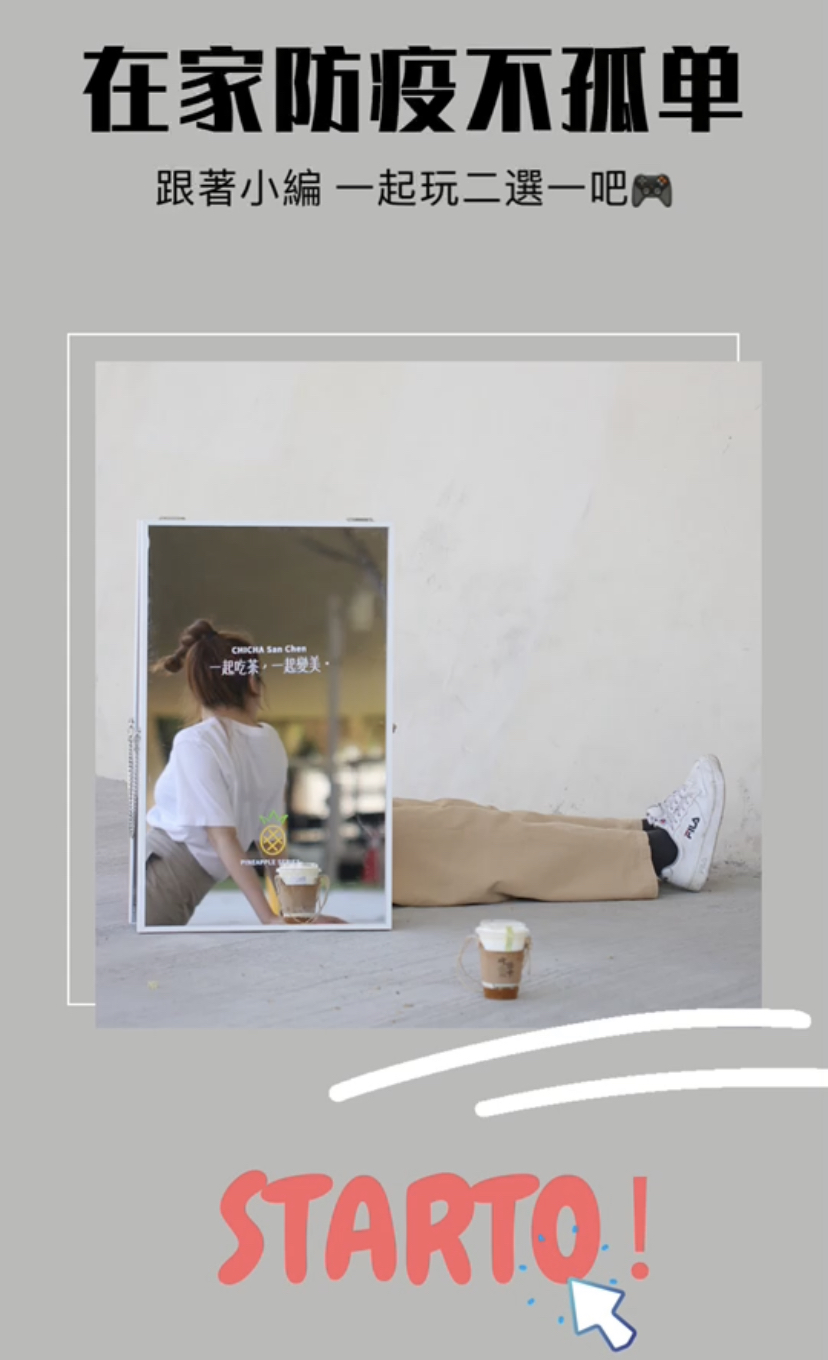 在家防疫不孤单
跟著小編 一起玩二選一吧🎮
CHICHA San Chen
一起吃茶，一起變美。
PINEAPPLE SERIES
FILA
STARTO!